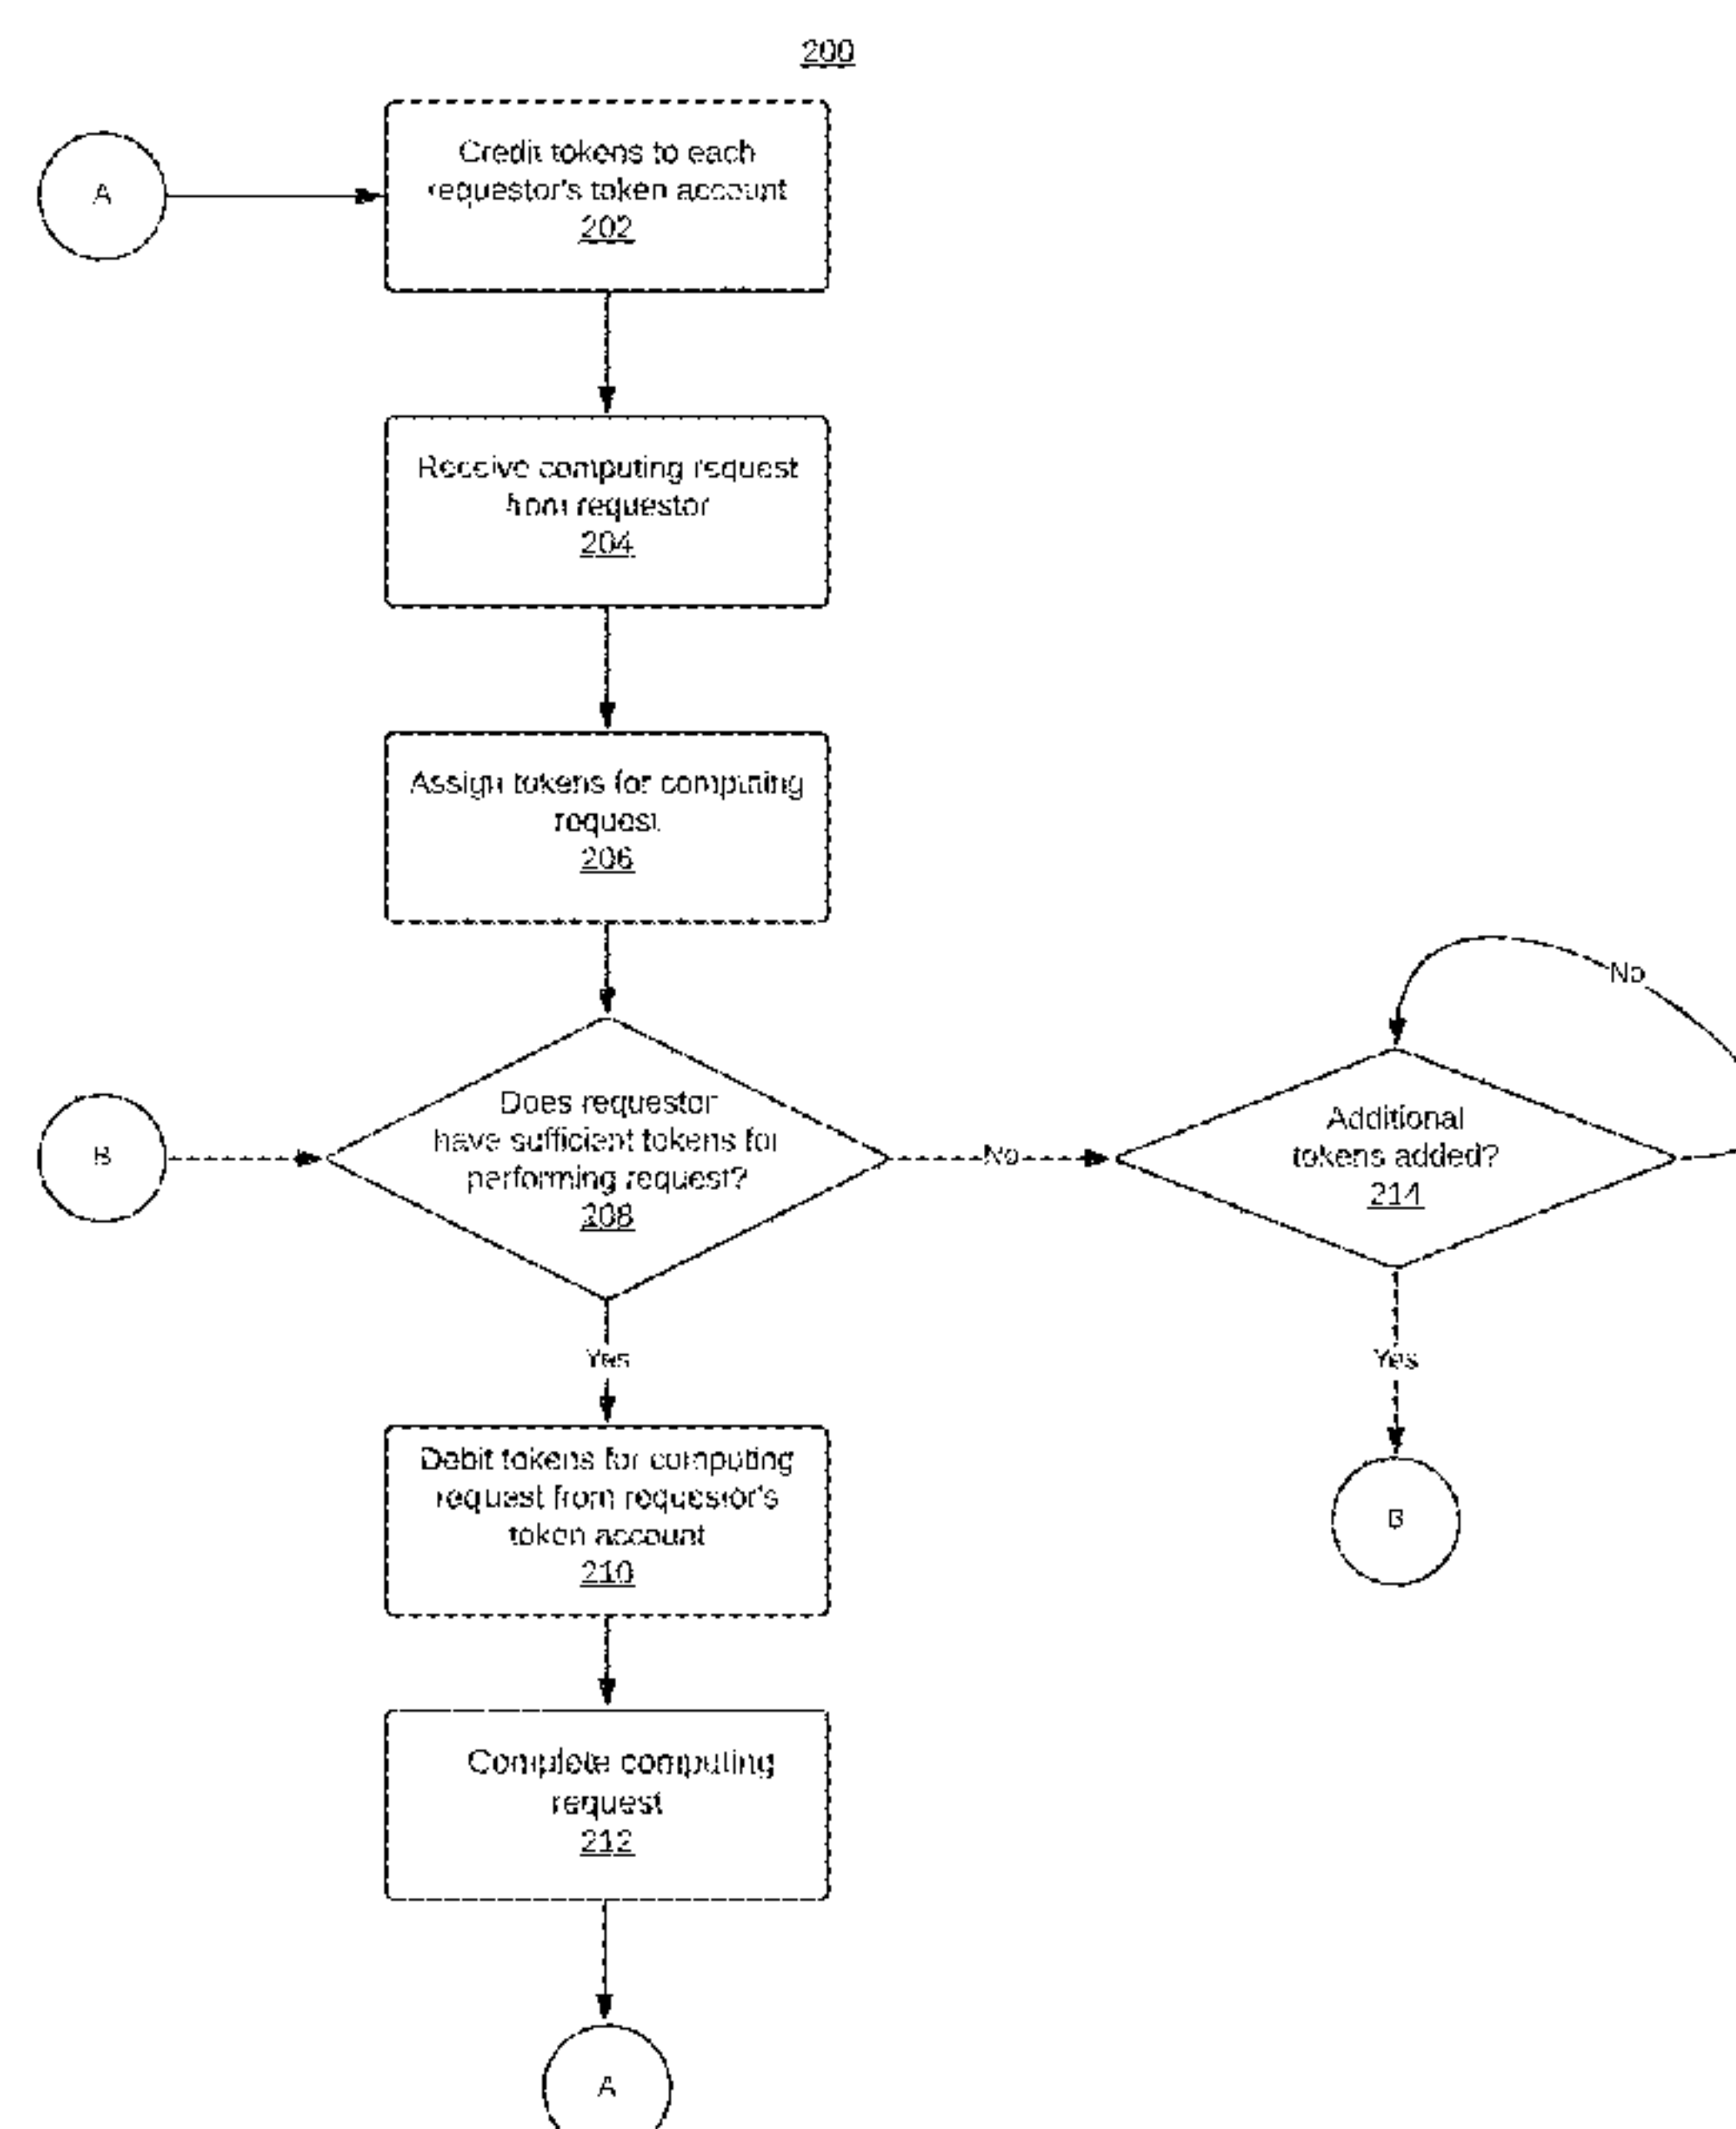 200
A
Credit tokens to each
requestor's token account
202
Receive computing request
from requestor
204
Assign tokens for computing
request
206
No
B
Does requestor
have sufficient tokens for
performing request?
208
No
Additional
tokens added?
214
Yes
Yes
Debit tokens for computing
request from requestor's
token account
210
B
Complete computing
request
212
A